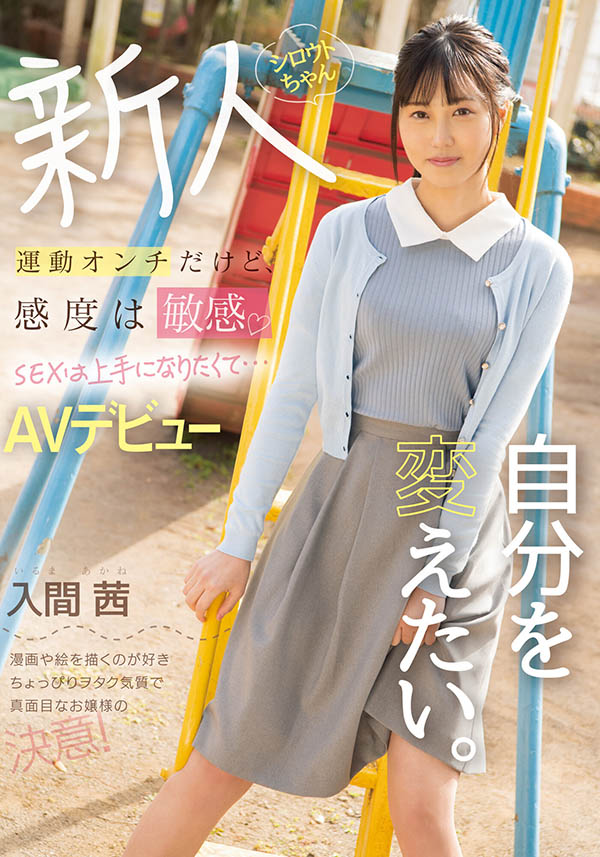 新人
シロウト
ちゃん
運動オンチだけど、
感度は敏感♡
SEXは上手になりたくて…
AVデビュー
自分を
変えたい。
いるま あかね
入間 茜
漫画や絵を描くのが好き
ちょっぴりヲタク気質で
真面目なお嬢様の
決意!